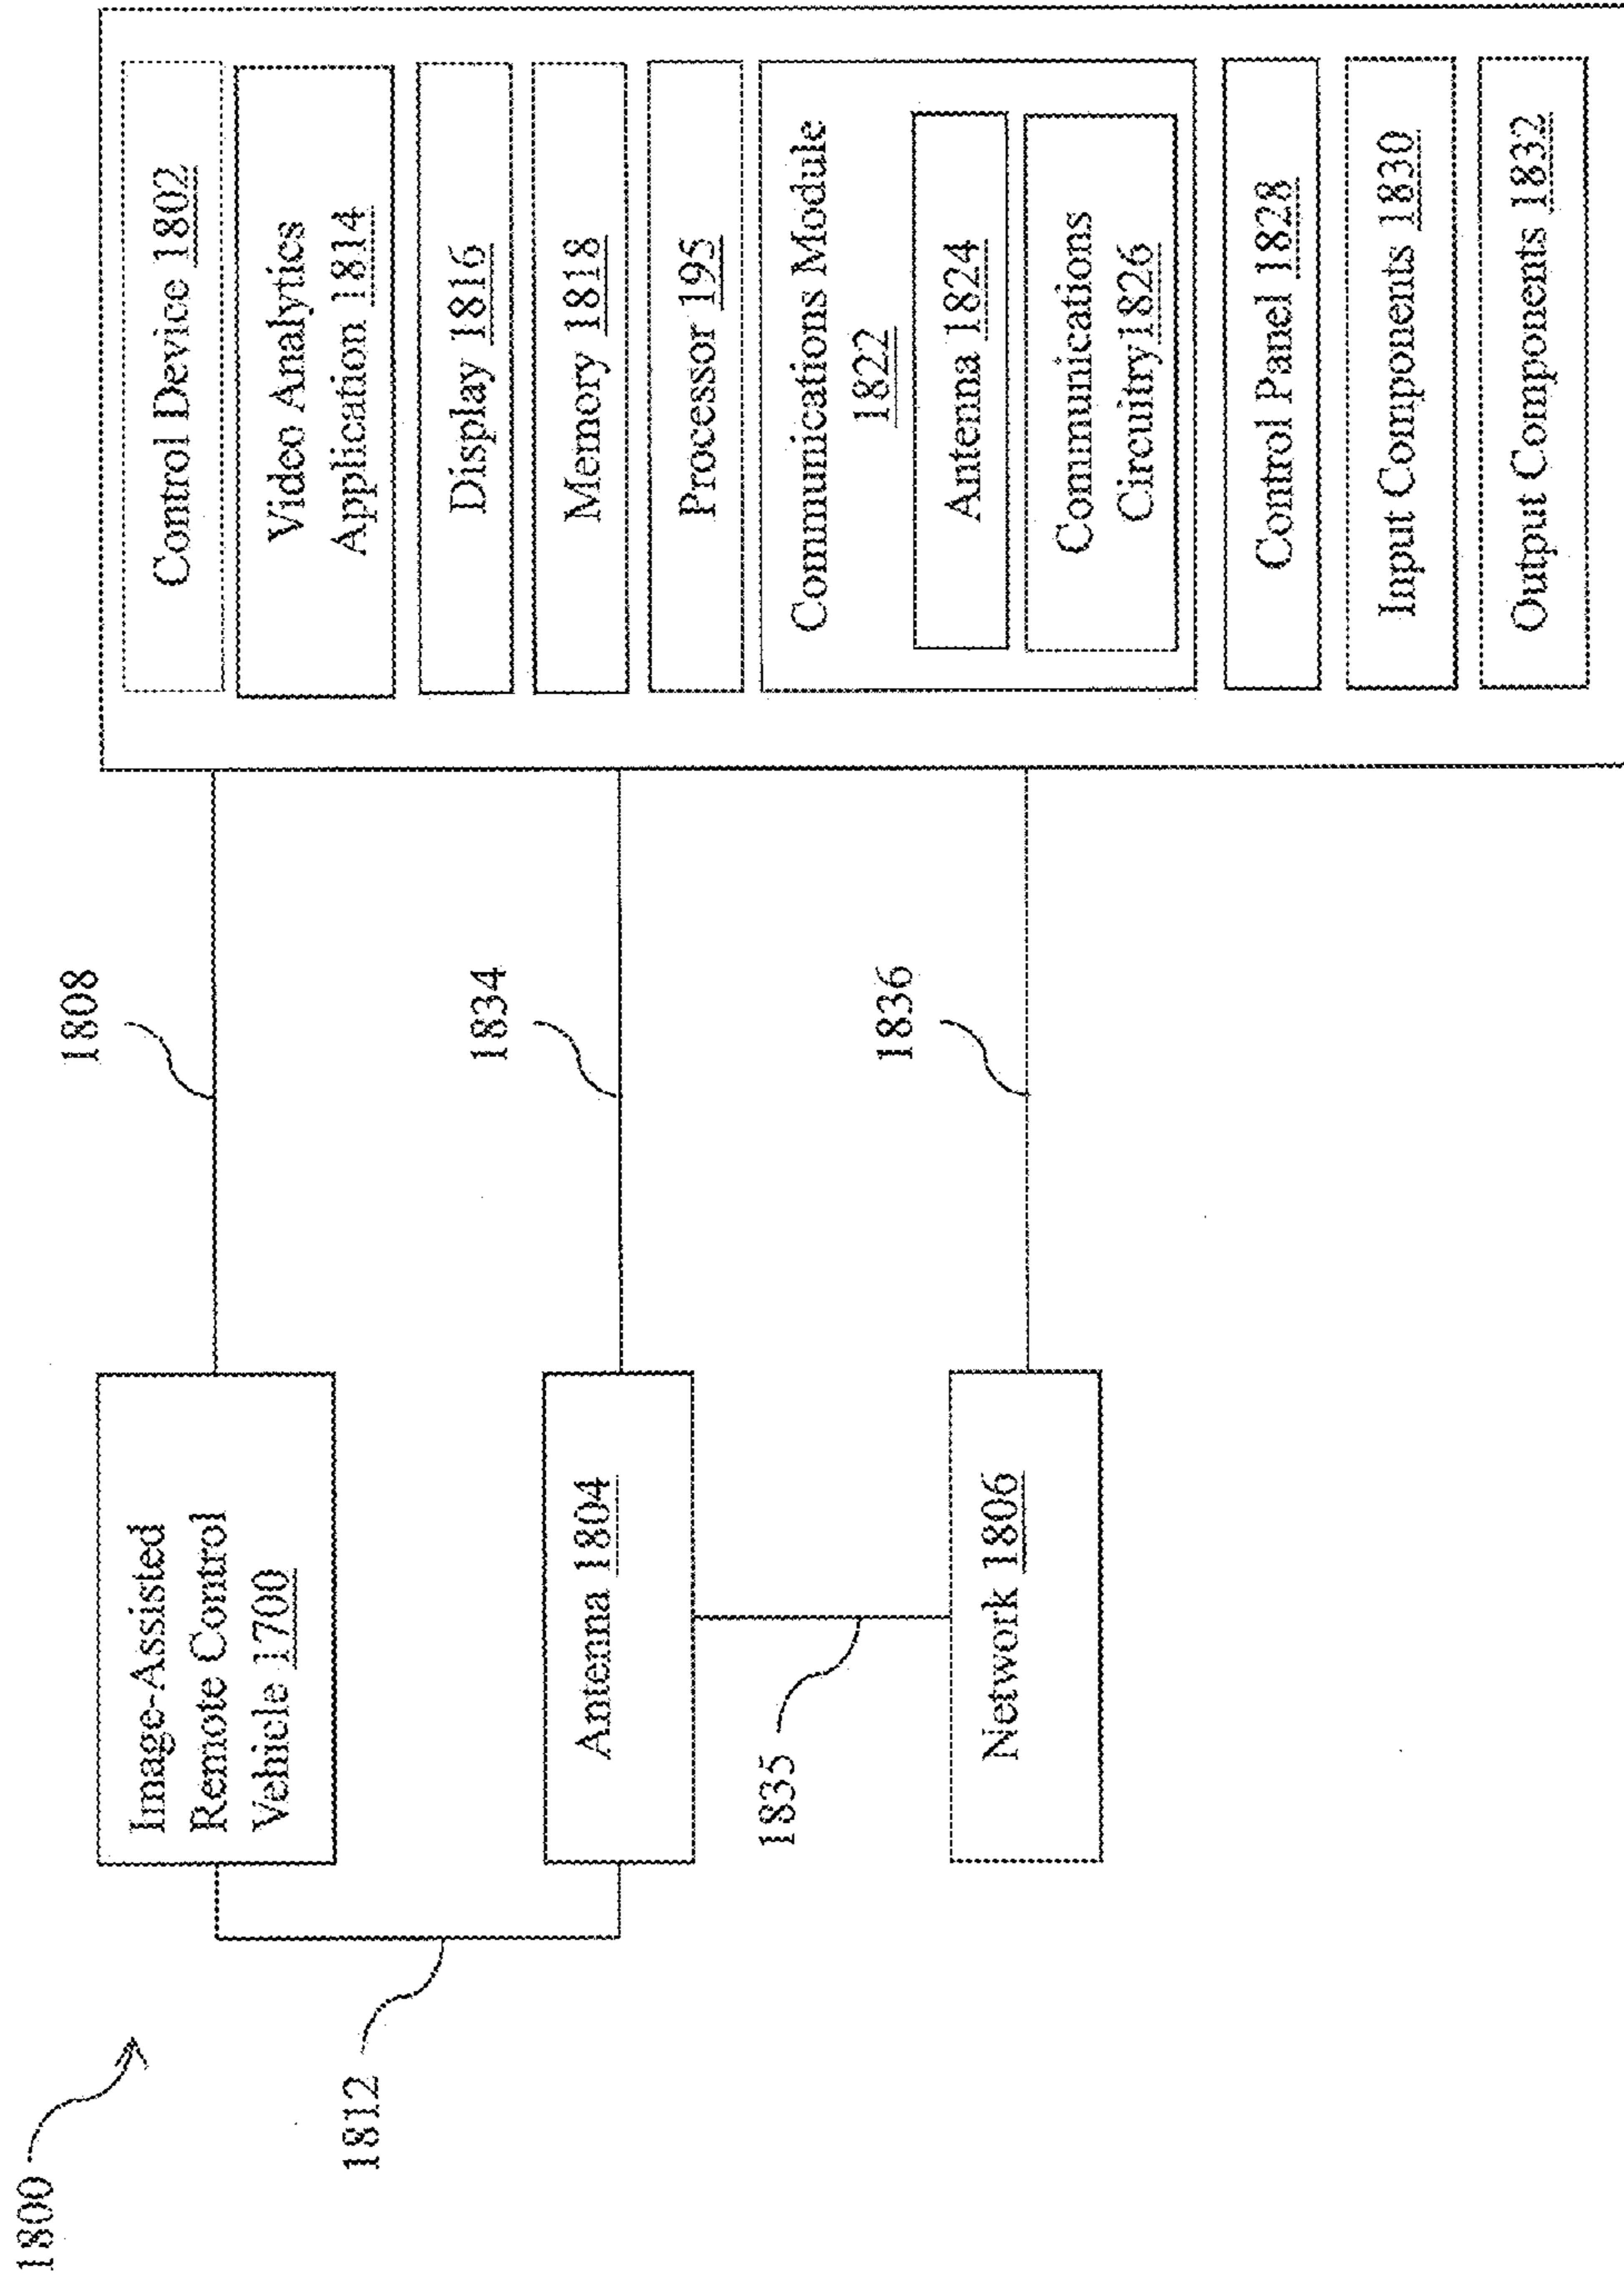 1800
1812
Image-Assisted
Remote Control
Vehicle 1700
Antenna 1804
1835
Network 1806
1808
1834
1836
Control Device 1802
Video Analytics
Application 1814
Display 1816
Memory 1818
Processor 195
Communications Module
1822
Antenna 1824
Communications
Circuitry1826
Control Panel 1828
Input Components 1830
Output Components 1832